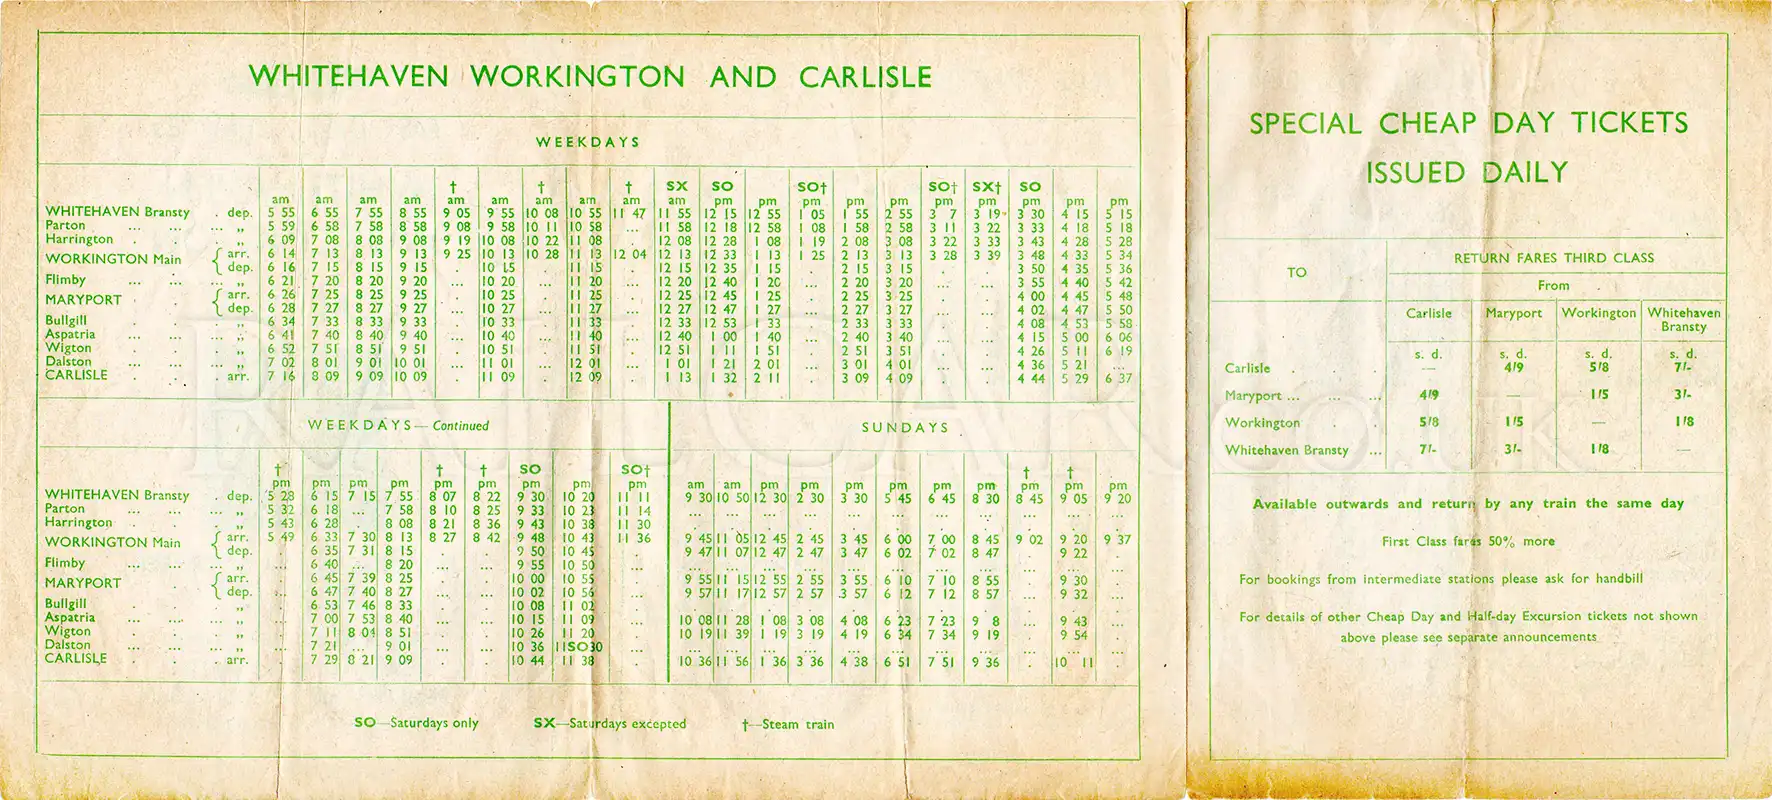 WHITEHAVEN WORKINGTON AND CARLISLE
WEEKDAYS
† † † SX SO SO† SO† SX† SO
am am am am am am am am am am pm pm pm pm pm pm pm pm pm pm
WHITEHAVEN Bransty . dep. 5 55 6 55 7 55 8 55 9 05 9 55 10 08 10 55 11 47 11 55 12 15 12 55 1 05 1 55 2 55 3 7 3 19 3 30 4 15 5 15
Parton ... ... ... „ 5 59 6 58 7 58 8 58 9 08 9 58 10 11 10 58 ... 11 58 12 18 12 58 1 08 1 58 2 58 3 11 3 22 3 33 4 18 5 18
Harrington . . . „ 6 09 7 08 8 08 9 08 9 19 10 08 10 22 11 08 . 12 08 12 28 1 08 1 19 2 08 3 08 3 22 3 33 3 43 4 28 5 28
WORKINGTON Main { arr. 6 14 7 13 8 13 9 13 9 25 10 13 10 28 11 13 12 04 12 13 12 33 1 13 1 25 2 13 3 13 3 28 3 39 3 48 4 33 5 34
dep. 6 16 7 15 8 15 9 15 . 10 15 . 11 15 . 12 15 12 35 1 15 . 2 15 3 15 . . 3 50 4 35 5 36
Flimby ... ... ... „ 6 21 7 20 8 20 9 20 ... 10 20 ... 11 20 ... 12 20 12 40 1 20 ... 2 20 3 20 ... ... 3 55 4 40 5 42
MARYPORT . { arr. 6 26 7 25 8 25 9 25 . 10 25 . 11 25 . 12 25 12 45 1 25 . 2 25 3 25 . . 4 00 4 45 5 48
dep. 6 28 7 27 8 27 9 27 ... 10 27 ... 11 27 ... 12 27 12 47 1 27 ... 2 27 3 27 ... ... 4 02 4 47 5 50
Bullgill . . . „ 6 34 7 33 8 33 9 33 . 10 33 . 11 33 . 12 33 12 53 1 33 . 2 33 3 33 . . 4 08 4 53 5 58
Aspatria ... ... ... „ 6 41 7 40 8 40 9 40 ... 10 40 ... 11 40 ... 12 40 1 00 1 40 ... 2 40 3 40 ... ... 4 15 5 00 6 06
Wigton . . . „ 6 52 7 51 8 51 9 51 . 10 51 . 11 51 . 12 51 1 11 1 51 . 2 51 3 51 . . 4 26 5 11 6 19
Dalston ... ... ... „ 7 02 8 01 9 01 10 01 ... 11 01 ... 12 01 ... 1 01 1 21 2 01 ... 3 01 4 01 ... ... 4 36 5 21 ...
CARLISLE . . . arr. 7 16 8 09 9 09 10 09 . 11 09 . 12 09 . 1 13 1 32 2 11 . 3 09 4 09 . . 4 44 5 29 6 37
WEEKDAYS—Continued
† † † SO SO†
pm pm pm pm pm pm pm pm pm
WHITEHAVEN Bransty . dep. 5 28 6 15 7 15 7 55 8 07 8 22 9 30 10 20 11 11
Parton ... ... ... „ 5 32 6 18 ... 7 58 8 10 8 25 9 33 10 23 11 14
Harrington . . . „ 5 43 6 28 . 8 08 8 21 8 36 9 43 10 38 11 30
WORKINGTON Main { arr. 5 49 6 33 7 30 8 13 8 27 8 42 9 48 10 43 11 36
dep. . 6 35 7 31 8 15 . . 9 50 10 45 .
Flimby ... ... ... „ ... 6 40 ... 8 20 ... ... 9 55 10 50 ...
MARYPORT { arr. . 6 45 7 39 8 25 . . 10 00 10 55 .
dep. ... 6 47 7 40 8 27 ... ... 10 02 10 56 ...
Bullgill . . . „ . 6 53 7 46 8 33 . . 10 08 11 02 .
Aspatria ... ... ... „ ... 7 00 7 53 8 40 ... ... 10 15 11 09 ...
Wigton . . . „ . 7 11 8 04 8 51 . . 10 26 11 20 .
Dalston ... ... ... „ ... 7 21 ... 9 01 ... ... 10 36 11SO30 ...
CARLISLE . . . arr. . 7 29 8 21 9 09 . . 10 44 11 38 .
SUNDAYS
† †
am am pm pm pm pm pm pm pm pm pm
9 30 10 50 12 30 2 30 3 30 5 45 6 45 8 30 8 45 9 05 9 20
... ... ... ... ... ... ... ... ... ... ...
. . . . . . . . . . .
9 45 11 05 12 45 2 45 3 45 6 00 7 00 8 45 9 02 9 20 9 37
9 47 11 07 12 47 2 47 3 47 6 02 7 02 8 47 . 9 22
... ... ... ... ... ... ... ... ... ... ...
9 55 11 15 12 55 2 55 3 55 6 10 7 10 8 55 . 9 30 .
9 57 11 17 12 57 2 57 3 57 6 12 7 12 8 57 ... 9 32 ...
. . . . . . . . . . .
10 08 11 28 1 08 3 08 4 08 6 23 7 23 9 8 ... 9 43 ...
10 19 11 39 1 19 3 19 4 19 6 34 7 34 9 19 . 9 54 .
... ... ... ... ... ... ... ... ... ... ...
10 36 11 56 1 36 3 36 4 38 6 51 7 51 9 36 . 10 11 .
SO—Saturdays only SX—Saturdays excepted †—Steam train
SPECIAL CHEAP DAY TICKETS
ISSUED DAILY
TO
RETURN FARES THIRD CLASS
From
Carlisle Maryport Workington Whitehaven Bransty
s. d. s. d. s. d. s. d.
Carlisle . . . — 4/9 5/8 7/-
Maryport ... ... ... 4/9 — 1/5 3/-
Workington . . 5/8 1/5 — 1/8
Whitehaven Bransty ... 7/- 3/- 1/8 —
Available outwards and return by any train the same day
First Class fares 50% more
For bookings from intermediate stations please ask for handbill
For details of other Cheap Day and Half-day Excursion tickets not shown
above please see separate announcements